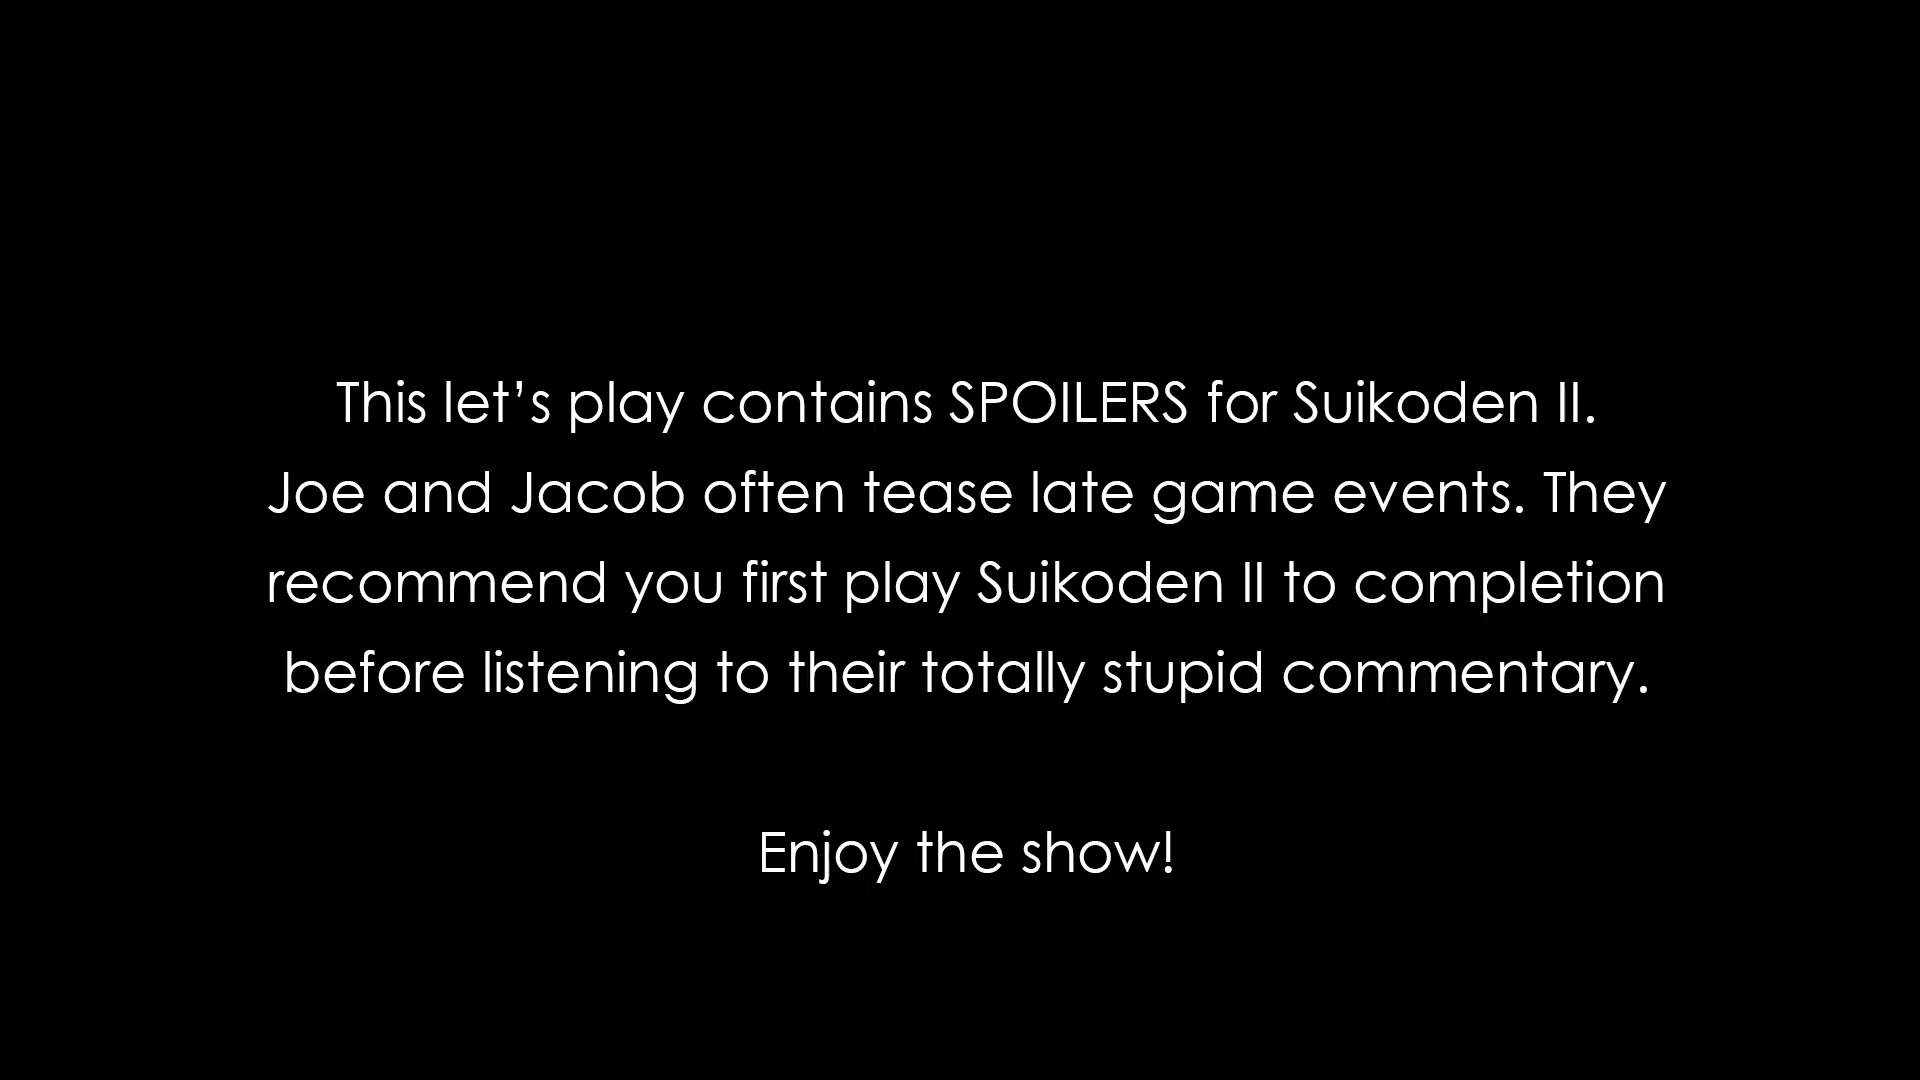 This let’s play contains SPOILERS for Suikoden II.
Joe and Jacob often tease late game events. They
recommend you first play Suikoden II to completion
before listening to their totally stupid commentary.
Enjoy the show!